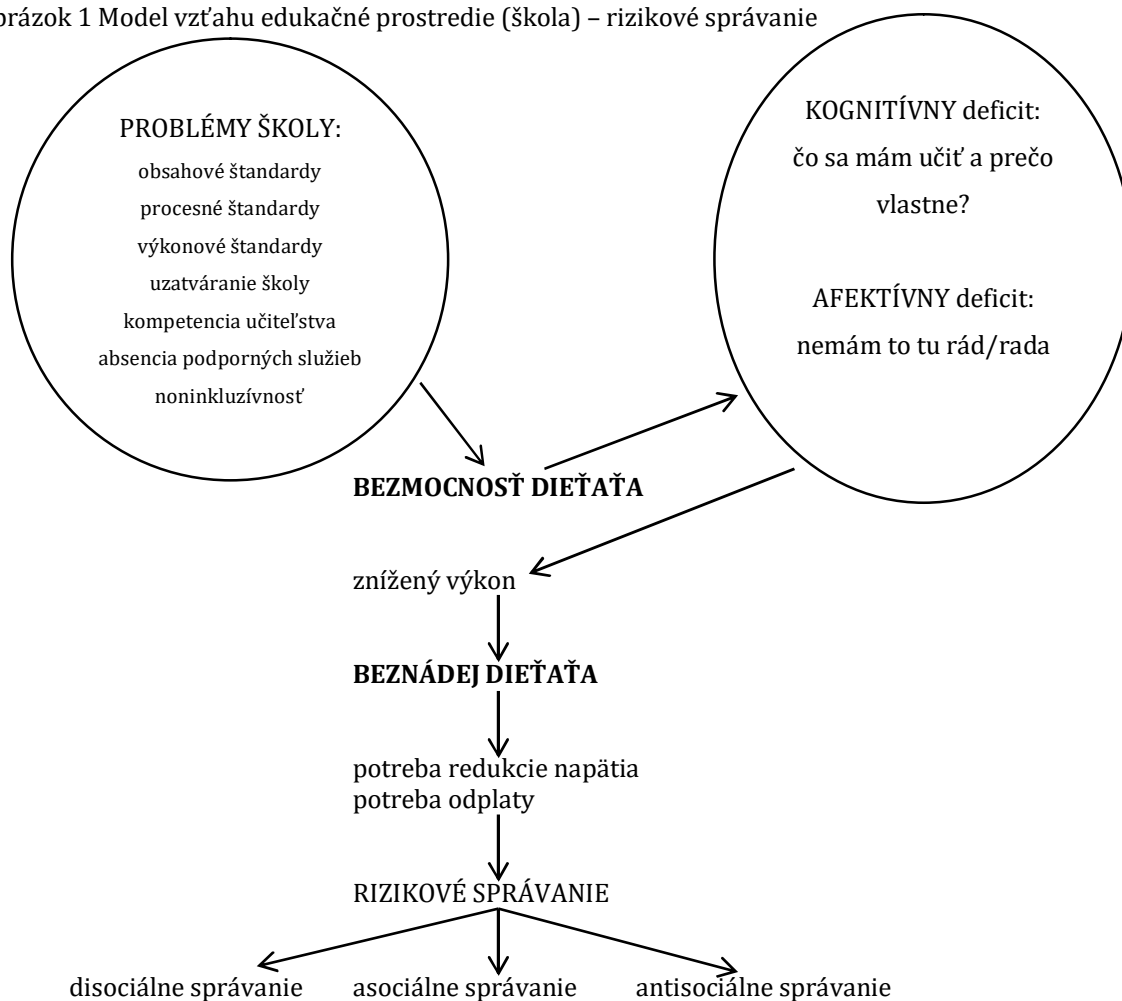 brázok 1 Model vzťahu edukačné prostredie (škola) – rizikové správanie
PROBLÉMY ŠKOLY:
obsahové štandardy
procesné štandardy
výkonové štandardy
uzatváranie školy
kompetencia učiteľstva
absencia podporných služieb
noninkluzívnosť
KOGNITÍVNY deficit:
čo sa mám učiť a prečo
vlastne?
AFEKTÍVNY deficit:
nemám to tu rád/rada
BEZMOCNOSŤ DIEŤAŤA
znížený výkon
BEZNÁDEJ DIEŤAŤA
potreba redukcie napätia
potreba odplaty
RIZIKOVÉ SPRÁVANIE
disociálne správanie
asociálne správanie
antisociálne správanie